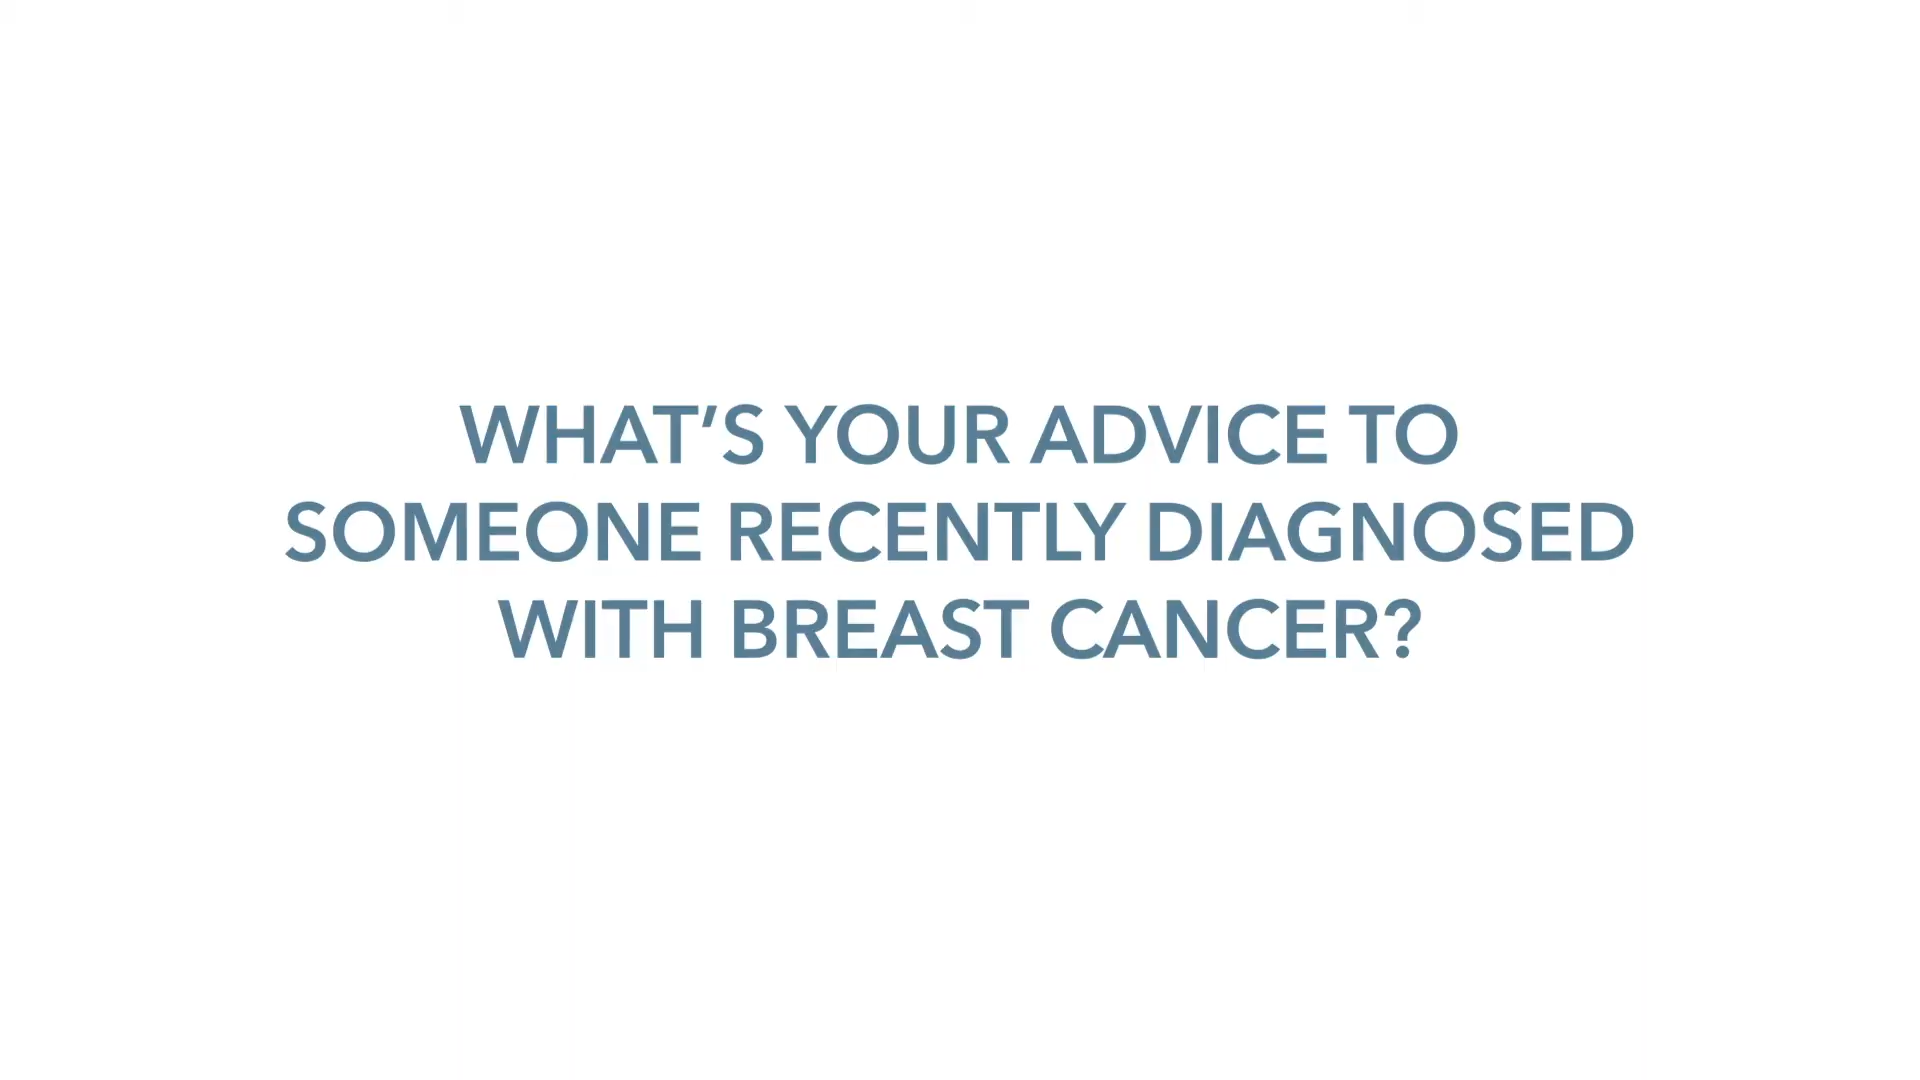 WHAT’S YOUR ADVICE TO
SOMEONE RECENTLY DIAGNOSED
WITH BREAST CANCER?